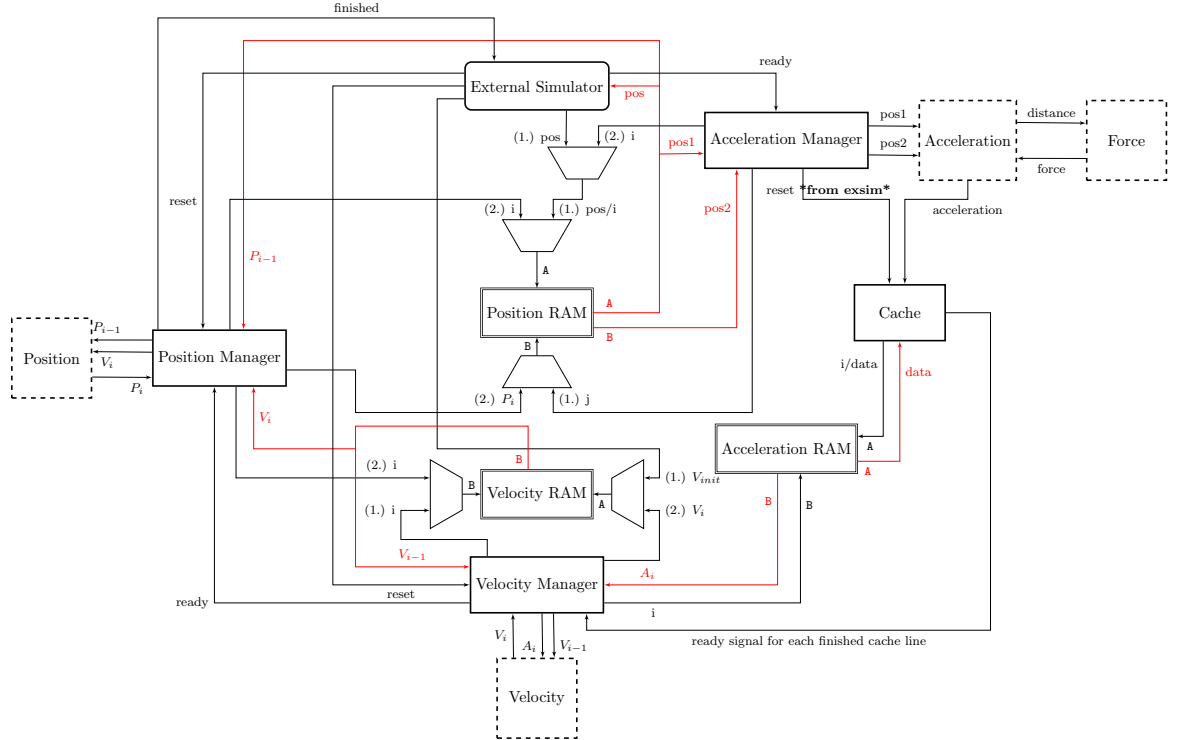 finished
ready
External Simulator
pos
(1.) pos
(2.) i
pos1
Acceleration Manager
pos1
pos2
Acceleration
distance
force
Force
reset *from exsim*
acceleration
reset
(2.) i
(1.) pos/i
pos2
A
P_{i-1}
Position RAM
A
B
Cache
Position
P_{i-1}
V_i
P_i
Position Manager
B
(2.) P_i
(1.) j
i/data
data
V_i
Acceleration RAM
A
A
B
(2.) i
B
Velocity RAM
A
(1.) V_{init}
(1.) i
(2.) V_i
B
B
V_{i-1}
A_i
Velocity Manager
ready
reset
i
V_i
A_i
V_{i-1}
ready signal for each finished cache line
Velocity